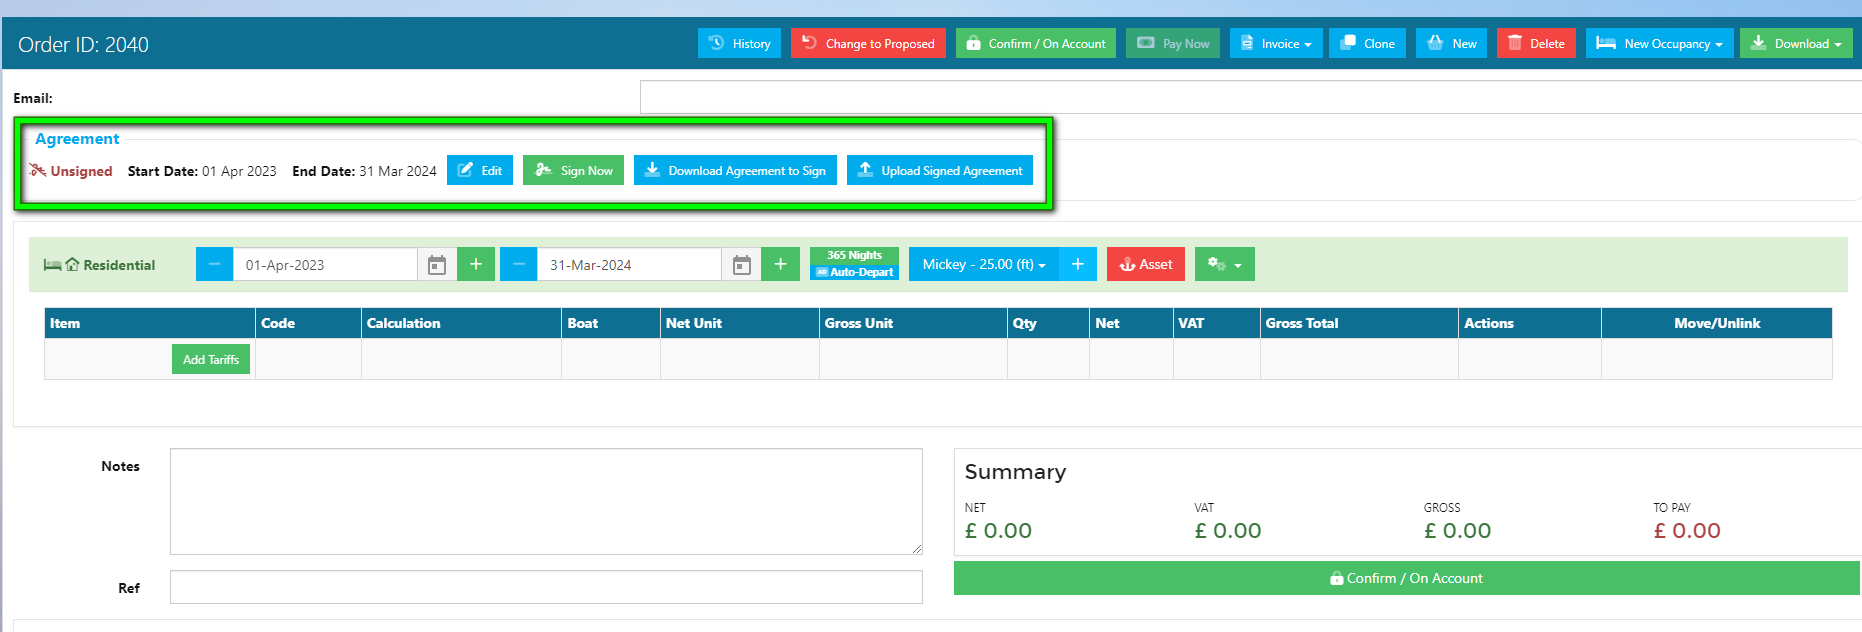 Order ID: 2040 History Change to Proposed Confirm / On Account Pay Now Invoice Clone New Delete New Occupancy Download
Email:
Agreement
Unsigned Start Date: 01 Apr 2023 End Date: 31 Mar 2024 Edit Sign Now Download Agreement to Sign Upload Signed Agreement
Residential − 01-Apr-2023 + − 31-Mar-2024 + 365 Nights Mickey - 25.00 (ft) + Asset
AD Auto-Depart
Item Code Calculation Boat Net Unit Gross Unit Qty Net VAT Gross Total Actions Move/Unlink
Add Tariffs
Notes
Summary
NET VAT GROSS TO PAY
£ 0.00 £ 0.00 £ 0.00 £ 0.00
Confirm / On Account
Ref